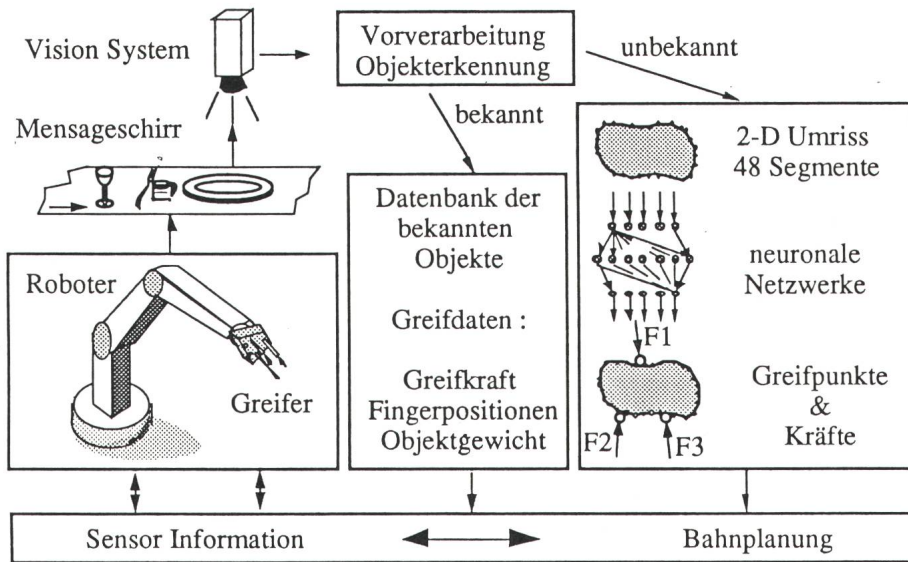 Vision System
Vorverarbeitung
Objekterkennung
unbekannt
bekannt
Mensageschirr
2-D Umriss
48 Segmente
neuronale
Netzwerke
F1
Greifpunkte
&
Kräfte
F2
F3
Datenbank der
bekannten
Objekte
Greifdaten :
Greifkraft
Fingerpositionen
Objektgewicht
Roboter
Greifer
Sensor Information
Bahnplanung